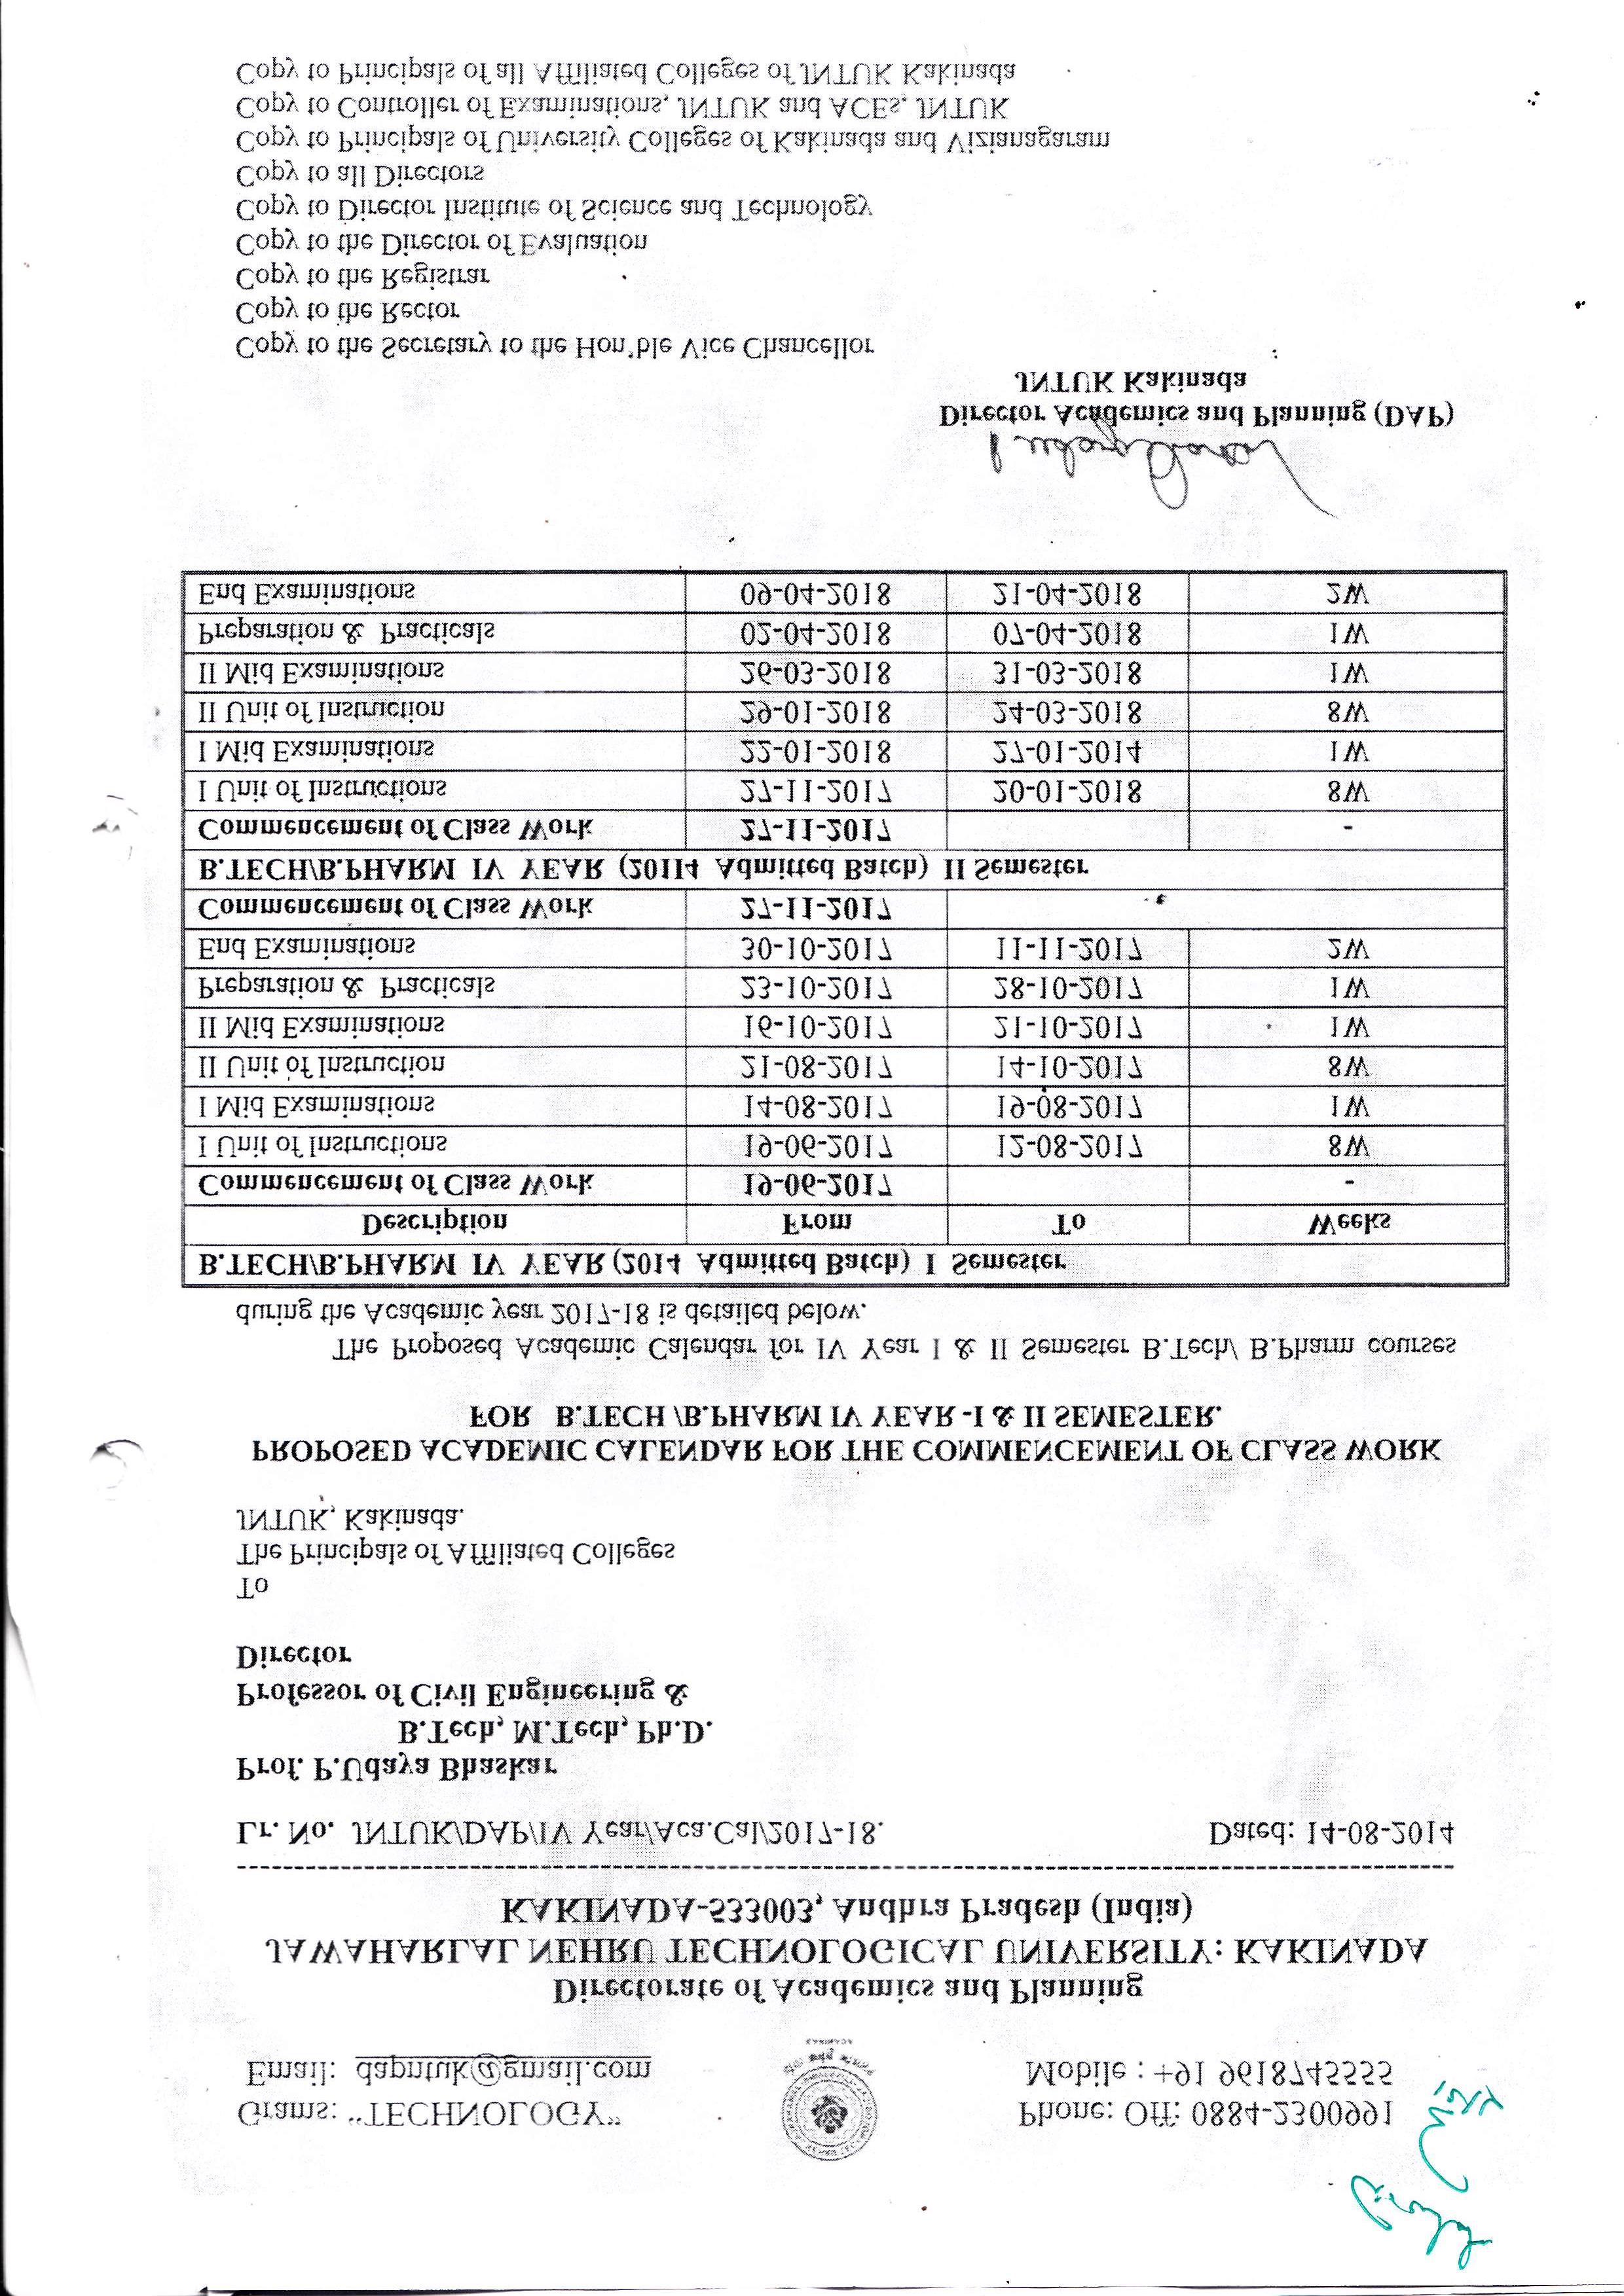 Grams: "TECHNOLOGY"
Phone: Off: 0884-2300991
Email: dapntuk@gmail.com
Mobile : +91 9618745555
Directorate of Academics and Planning
JAWAHARLAL NEHRU TECHNOLOGICAL UNIVERSITY: KAKINADA
KAKINADA-533003, Andhra Pradesh (India)
Lr. No. JNTUK/DAP/IV Year/Aca.Cal/2017-18. Dated: 14-08-2014
Prof. P.Udaya Bhaskar
B.Tech, M.Tech, Ph.D.
Professor of Civil Engineering &
Director
To
The Principals of Affiliated Colleges
JNTUK, Kakinada.
PROPOSED ACADEMIC CALENDAR FOR THE COMMENCEMENT OF CLASS WORK
FOR B.TECH /B.PHARM IV YEAR -I & II SEMESTER.
The Proposed Academic Calendar for IV Year I & II Semester B.Tech/ B.Pharm courses
during the Academic year 2017-18 is detailed below.
B.TECH/B.PHARM IV YEAR (2014 Admitted Batch) I Semester
Description From To Weeks
Commencement of Class Work 19-06-2017 -
I Unit of Instructions 19-06-2017 12-08-2017 8W
I Mid Examinations 14-08-2017 19-08-2017 1W
II Unit of Instruction 21-08-2017 14-10-2017 8W
II Mid Examinations 16-10-2017 21-10-2017 1W
Preparation & Practicals 23-10-2017 28-10-2017 1W
End Examinations 30-10-2017 11-11-2017 2W
Commencement of Class Work 27-11-2017
B.TECH/B.PHARM IV YEAR (20114 Admitted Batch) II Semester
Commencement of Class Work 27-11-2017 -
I Unit of Instructions 27-11-2017 20-01-2018 8W
I Mid Examinations 22-01-2018 27-01-2014 1W
II Unit of Instruction 29-01-2018 24-03-2018 8W
II Mid Examinations 26-03-2018 31-03-2018 1W
Preparation & Practicals 02-04-2018 07-04-2018 1W
End Examinations 09-04-2018 21-04-2018 2W
Director Academics and Planning (DAP)
JNTUK Kakinada
Copy to the Secretary to the Hon'ble Vice Chancellor
Copy to the Rector
Copy to the Registrar
Copy to the Director of Evaluation
Copy to Director Institute of Science and Technology
Copy to all Directors
Copy to Principals of University Colleges of Kakinada and Vizianagaram
Copy to Controller of Examinations, JNTUK and ACEs, JNTUK
Copy to Principals of all Affiliated Colleges of JNTUK Kakinada